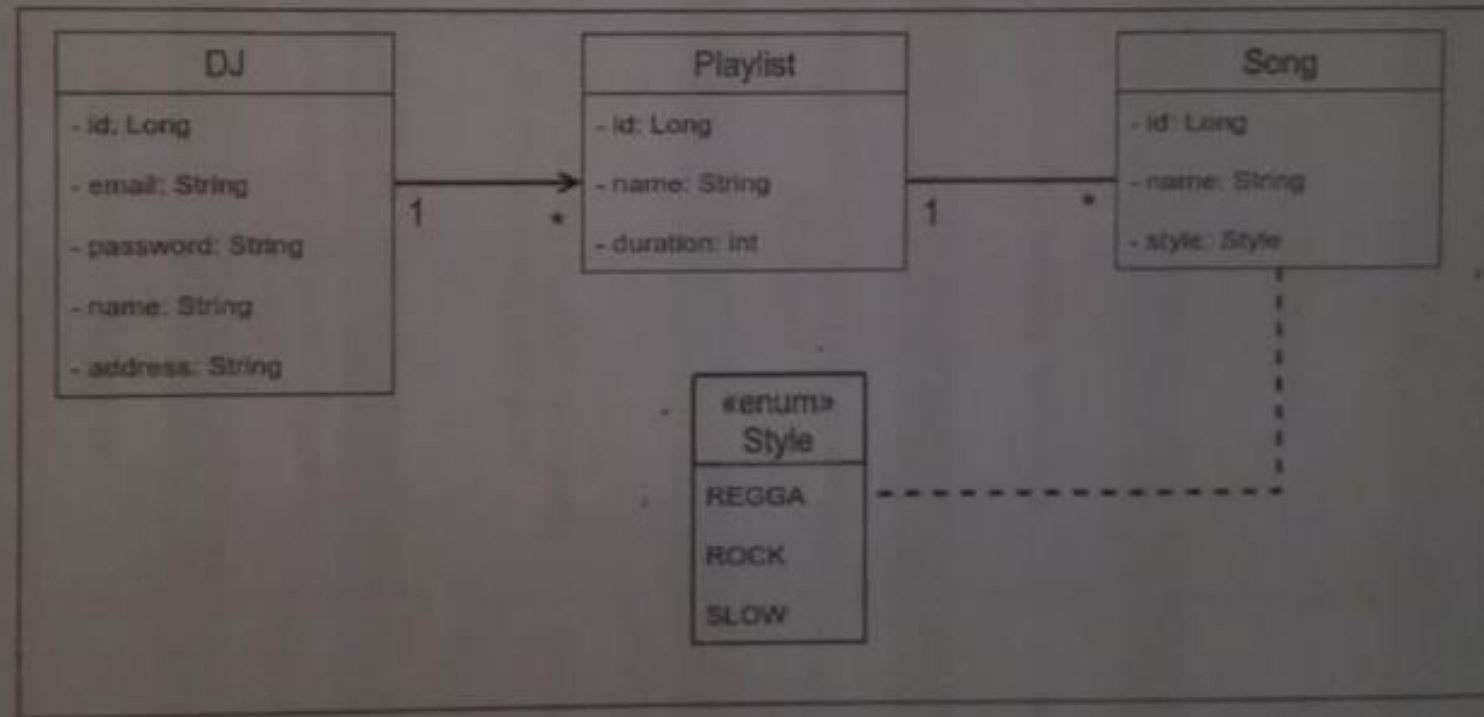 DJ
- id: Long
- email: String
- password: String
- name: String
- address: String
1
*
Playlist
- id: Long
- name: String
- duration: int
1
*
Song
- id: Long
- name: String
- style: Style
«enum»
Style
REGGA
ROCK
SLOW